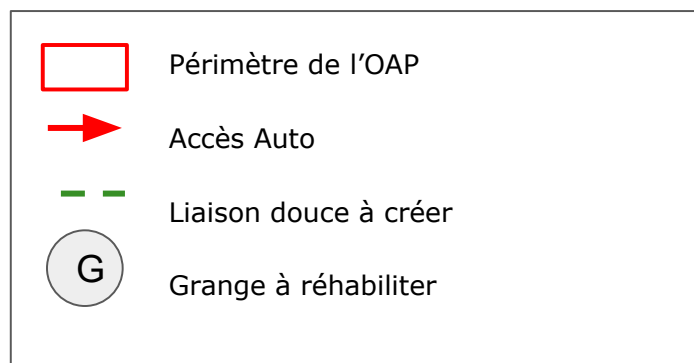 Périmètre de l’OAP
Accès Auto
Liaison douce à créer
G
Grange à réhabiliter